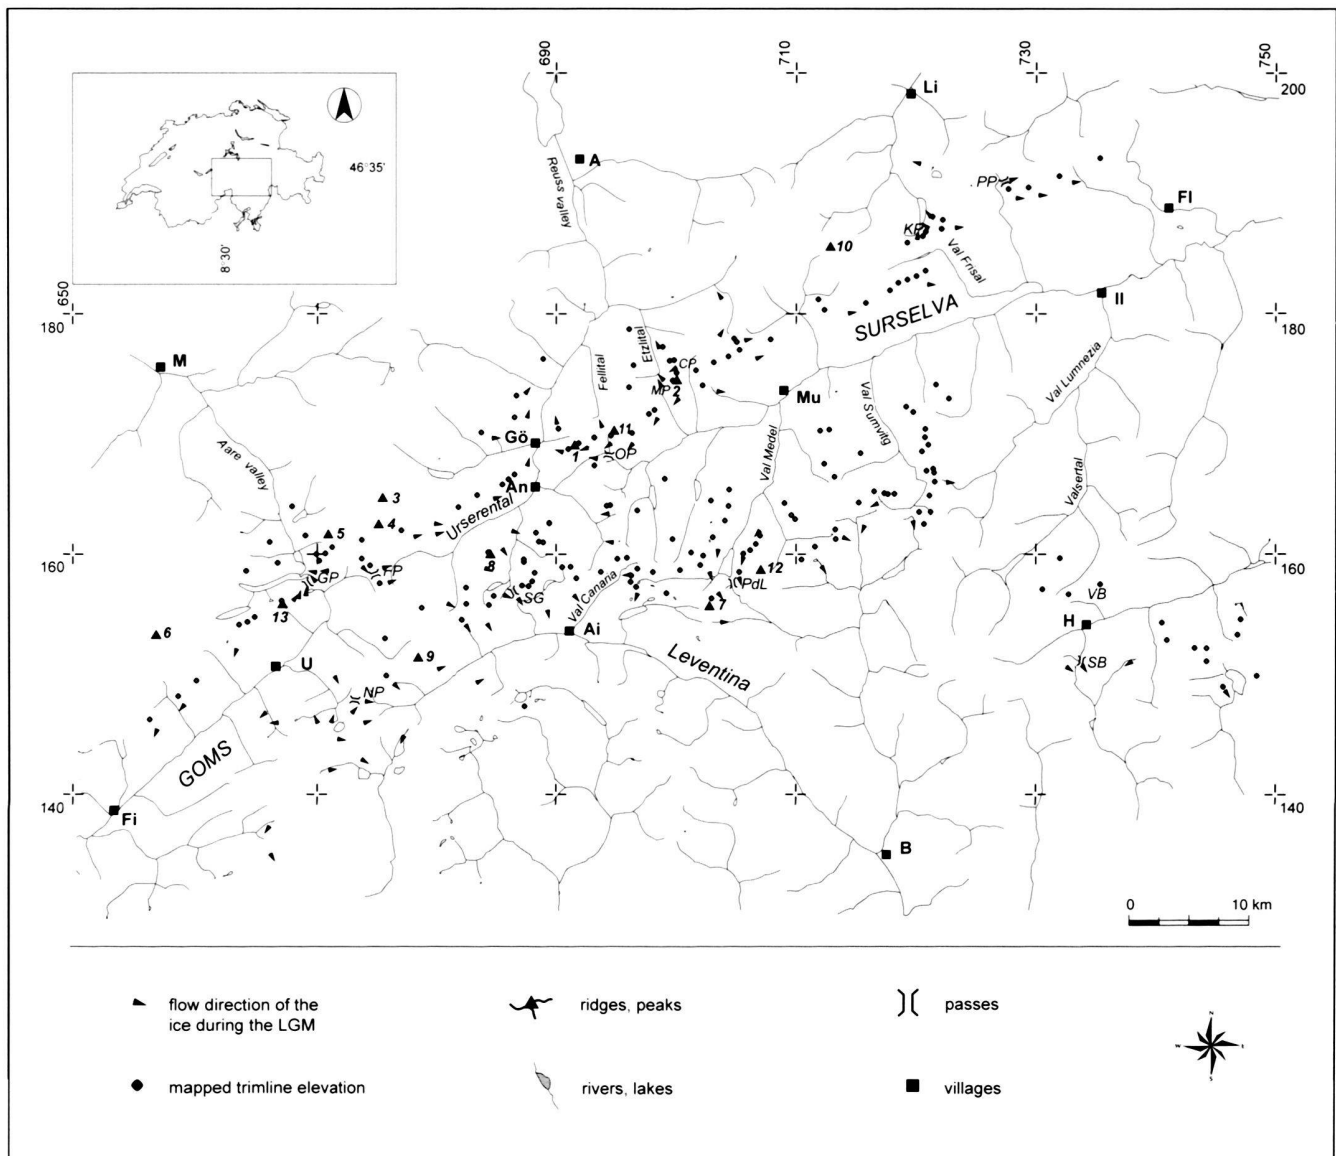 690
710
730
750
200
Li
46°35'
8°30'
A
Reuss valley
PP
Fl
KP
10
Val Frisal
650
180
SURSELVA
Il
180
M
Etzlital
CP
Fellital
MP 2
Mu
Val Sumvitg
Val Lumnezia
Gö
11
1
OP
Val Medel
Aare valley
An
3
Urserental
4
5
Valsertal
160
8
12
160
GP
FP
PdL
SG
Val Canaria
7
VB
13
H
6
Ai
9
Leventina
SB
U
NP
GOMS
140
140
Fi
B
0 10 km
flow direction of the
ice during the LGM
ridges, peaks
passes
N
W E
S
mapped trimline elevation
rivers, lakes
villages